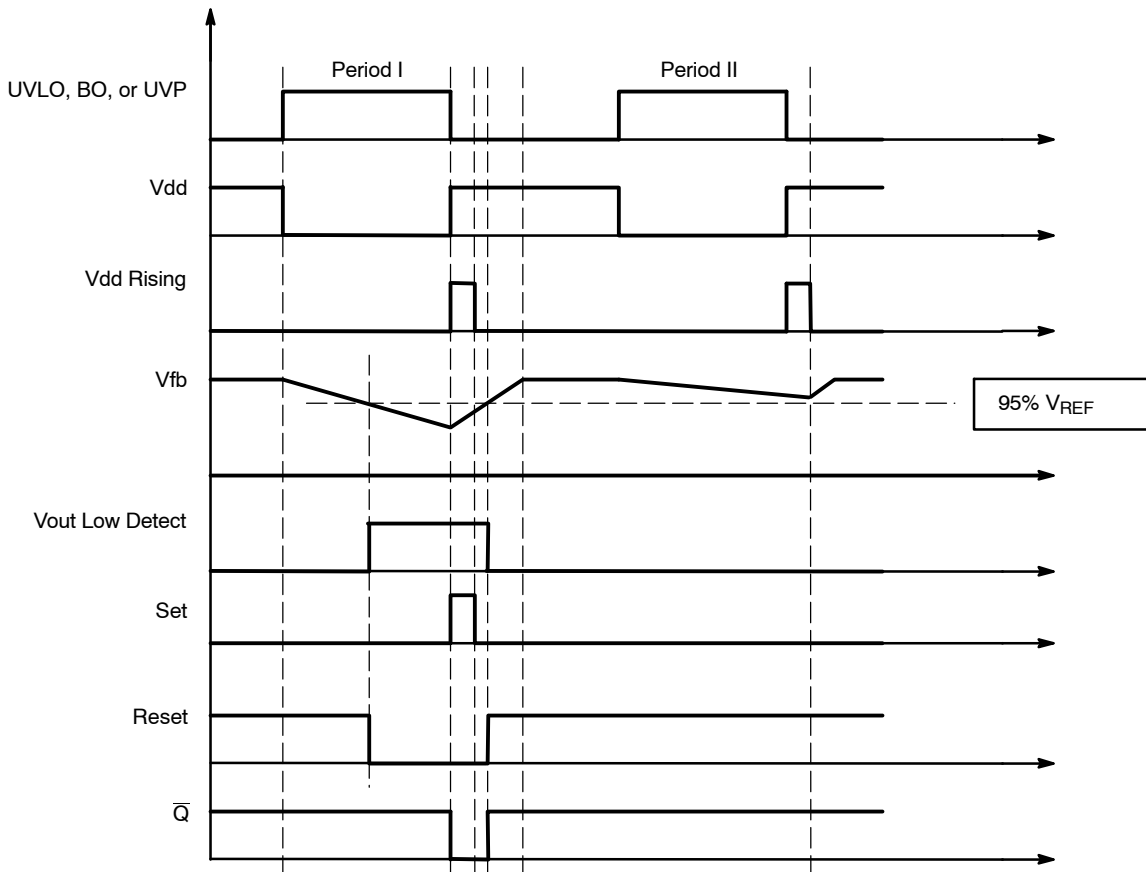 Period I
Period II
UVLO, BO, or UVP
Vdd
Vdd Rising
Vfb
95% VREF
Vout Low Detect
Set
Reset
Q̅